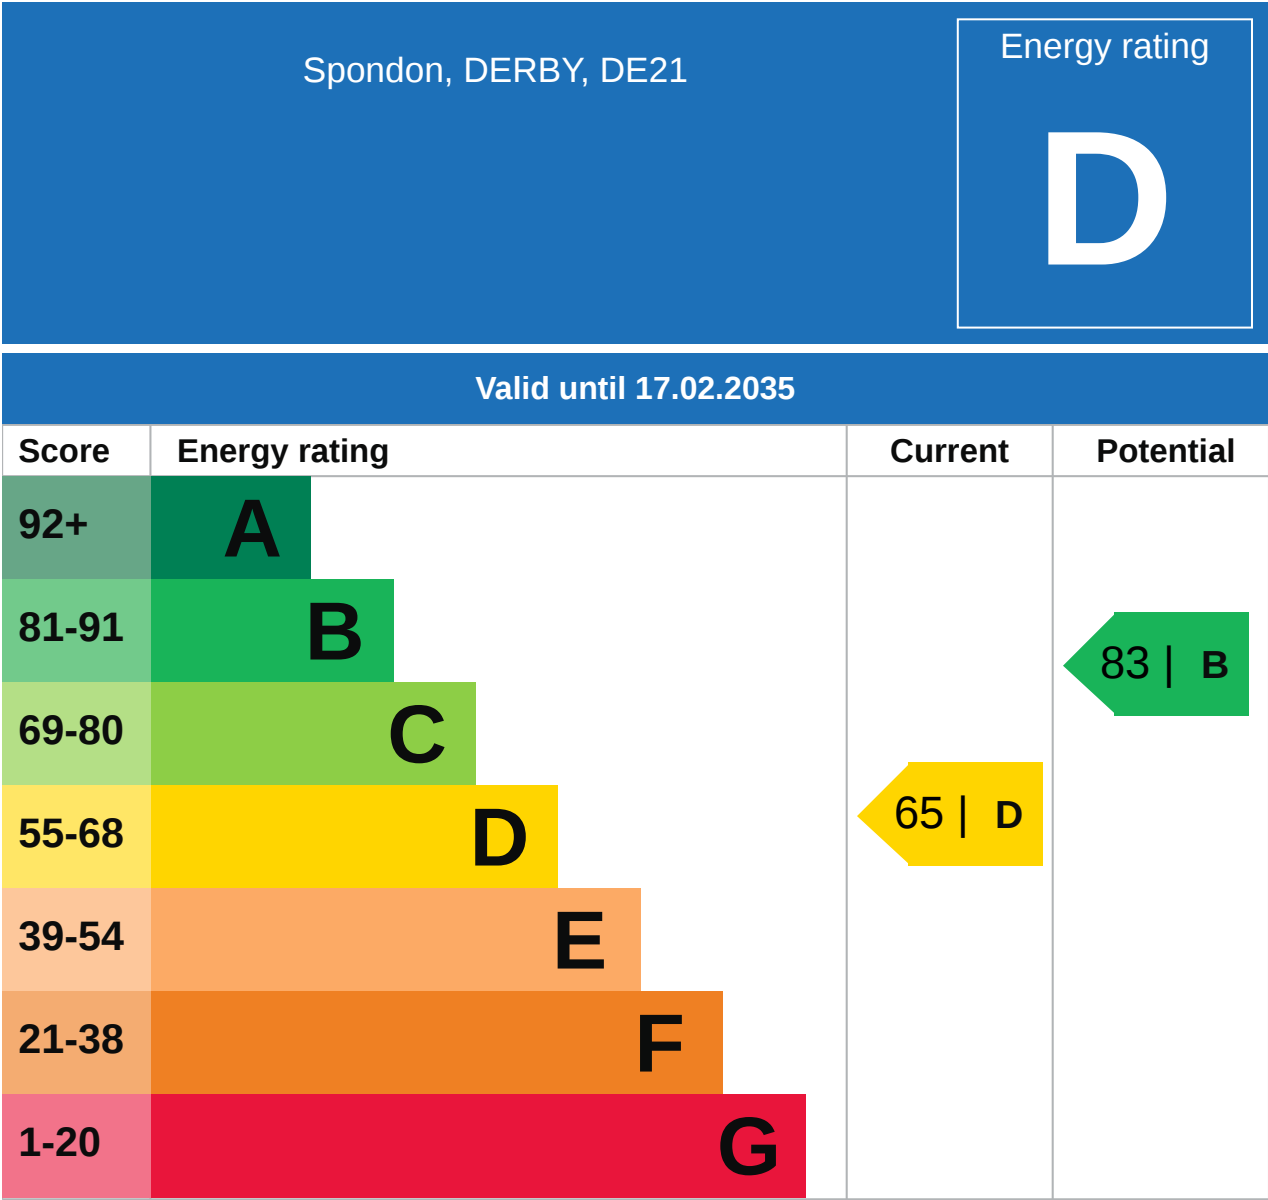 Spondon, DERBY, DE21
Energy rating
D
Valid until 17.02.2035
Score Energy rating Current Potential
92+ A
81-91 B
83 | B
69-80 C
65 | D
55-68 D
39-54 E
21-38 F
1-20 G